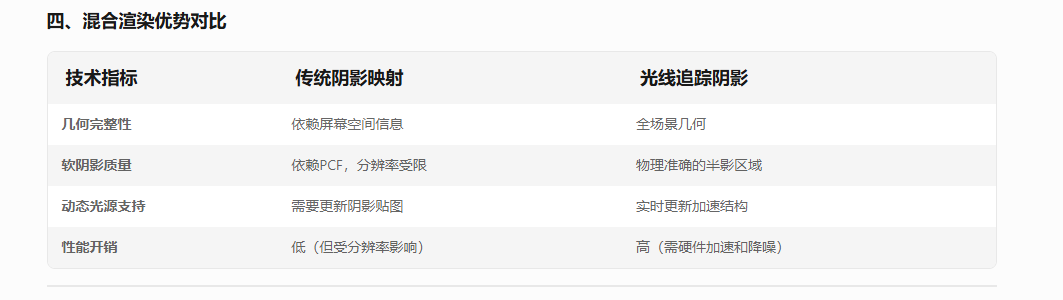 四、混合渲染优势对比
技术指标 传统阴影映射 光线追踪阴影
几何完整性 依赖屏幕空间信息 全场景几何
软阴影质量 依赖PCF，分辨率受限 物理准确的半影区域
动态光源支持 需要更新阴影贴图 实时更新加速结构
性能开销 低（但受分辨率影响） 高（需硬件加速和降噪）